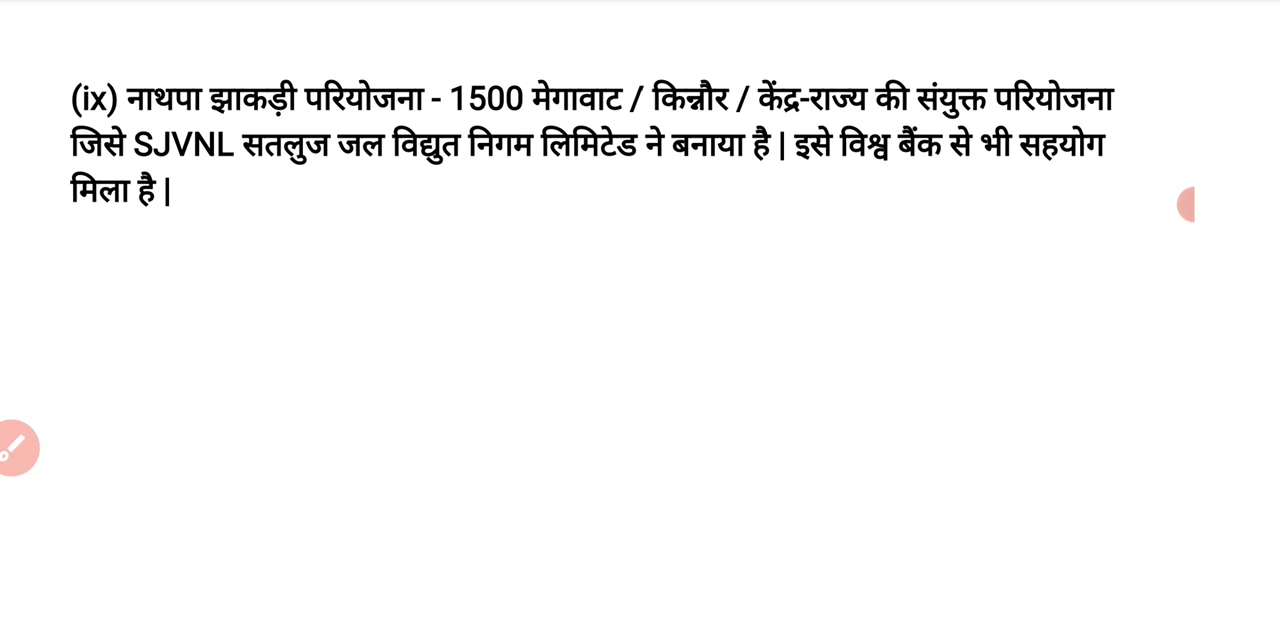 (ix) नाथपा झाकड़ी परियोजना - 1500 मेगावाट / किन्नौर / केंद्र-राज्य की संयुक्त परियोजना
जिसे SJVNL सतलुज जल विद्युत निगम लिमिटेड ने बनाया है | इसे विश्व बैंक से भी सहयोग
मिला है |